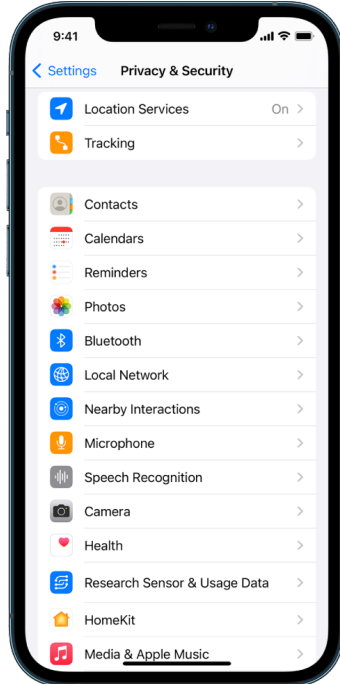 9:41
Settings
Privacy & Security
Location Services On
Tracking
Contacts
Calendars
Reminders
Photos
Bluetooth
Local Network
Nearby Interactions
Microphone
Speech Recognition
Camera
Health
Research Sensor & Usage Data
HomeKit
Media & Apple Music